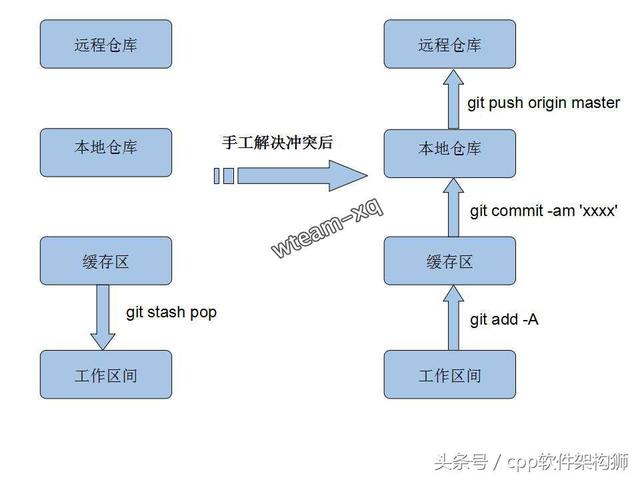 远程仓库
本地仓库
缓存区
git stash pop
工作区间
手工解决冲突后
wteam-xq
远程仓库
git push origin master
本地仓库
git commit -am 'xxxx'
缓存区
git add -A
工作区间
头条号 / cpp软件架构狮